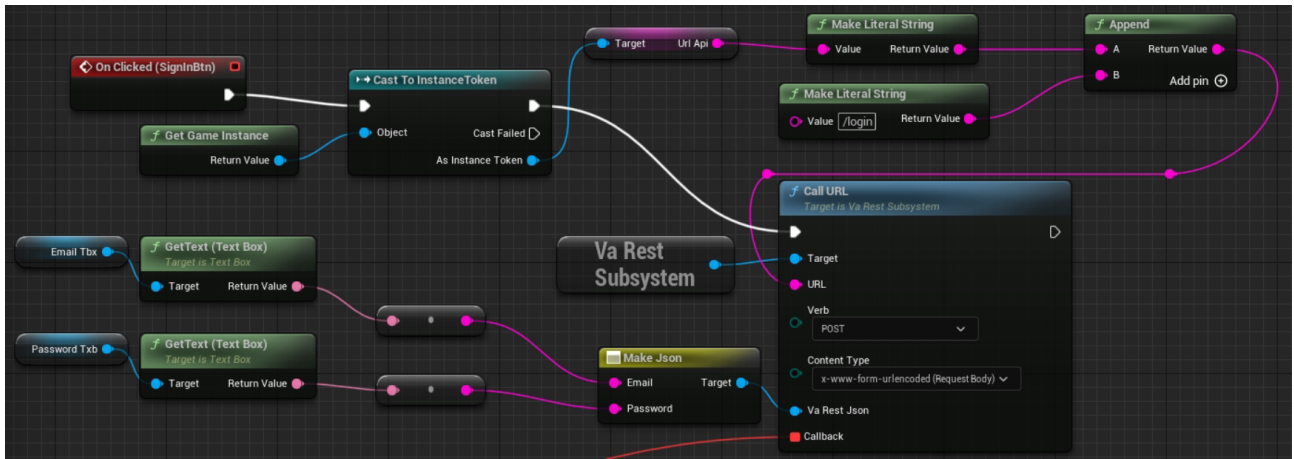 On Clicked (SignInBtn)
Get Game Instance
Return Value
Cast To InstanceToken
Object
Cast Failed
As Instance Token
Target Url Api
f Make Literal String
Value Return Value
f Make Literal String
Value /login Return Value
f Append
A Return Value
B
Add pin
Email Tbx
f GetText (Text Box)
Target is Text Box
Target Return Value
Password Txb
f GetText (Text Box)
Target is Text Box
Target Return Value
Make Json
Email Target
Password
Va Rest
Subsystem
f Call URL
Target is Va Rest Subsystem
Target
URL
Verb
POST
Content Type
x-www-form-urlencoded (Request Body)
Va Rest Json
Callback